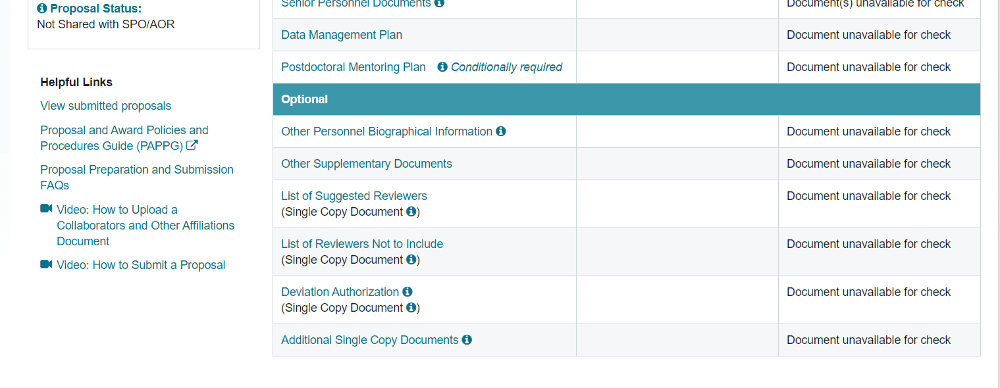 Proposal Status:
Not Shared with SPO/AOR
Helpful Links
View submitted proposals
Proposal and Award Policies and
Procedures Guide (PAPPG)
Proposal Preparation and Submission
FAQs
Video: How to Upload a
Collaborators and Other Affiliations
Document
Video: How to Submit a Proposal
Senior Personnel Documents
Document(s) unavailable for check
Data Management Plan
Document unavailable for check
Postdoctoral Mentoring Plan Conditionally required
Document unavailable for check
Optional
Other Personnel Biographical Information
Document unavailable for check
Other Supplementary Documents
Document unavailable for check
List of Suggested Reviewers
(Single Copy Document )
Document unavailable for check
List of Reviewers Not to Include
(Single Copy Document )
Document unavailable for check
Deviation Authorization
(Single Copy Document )
Document unavailable for check
Additional Single Copy Documents
Document unavailable for check